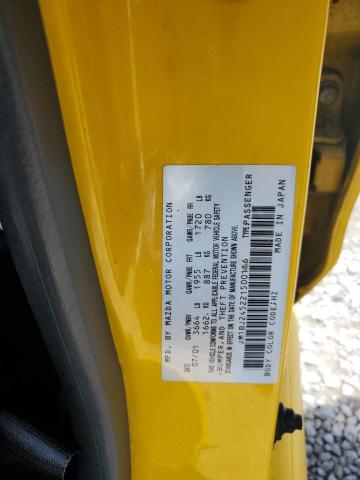 MFD. BY MAZDA MOTOR CORPORATION
DATE GVWR/PNBV GAWR/PNBE FRT GAWR/PNBE RR
07/01 3664 LB 1955 LB 1720 LB
1662 KG 887 KG 780 KG
THIS VEHICLE CONFORMS TO ALL APPLICABLE FEDERAL MOTOR VEHICLE SAFETY
,BUMPER,AND THEFT PREVENTION
STANDARDS IN EFFECT ON THE DATE OF MANUFACTURE SHOWN ABOVE.
TYPE:PASSENGER
MADE IN JAPAN
BODY COLOR CODE:HZ